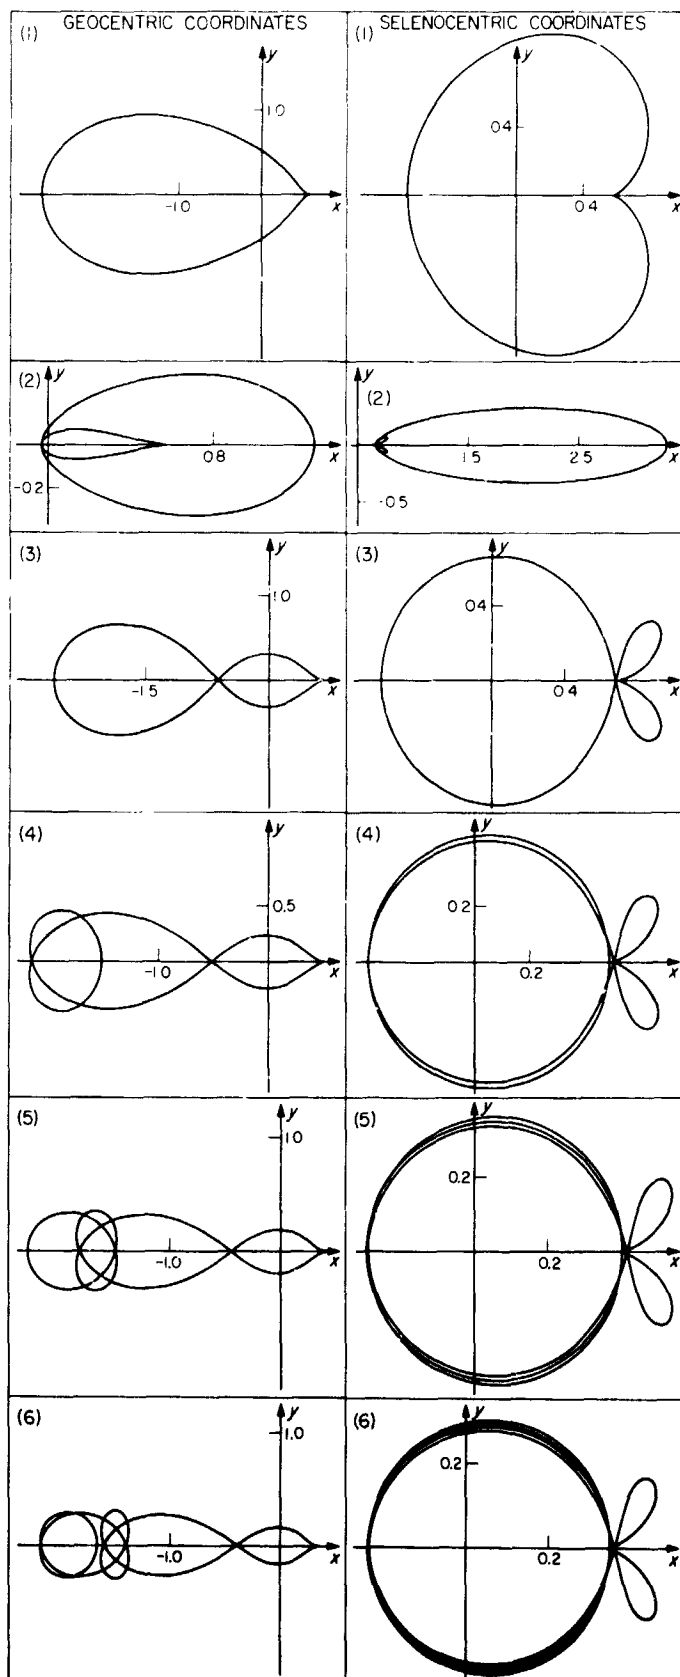 GEOCENTRIC COORDINATES
SELENOCENTRIC COORDINATES
(1)
y
1.0
-1.0
x
(1)
y
0.4
0.4
x
(2)
y
0.8
x
-0.2
(2)
y
1.5
2.5
x
-0.5
(3)
y
1.0
-1.5
x
(3)
y
0.4
0.4
x
(4)
y
0.5
-1.0
x
(4)
y
0.2
0.2
x
(5)
y
1.0
-1.0
x
(5)
y
0.2
0.2
x
(6)
y
1.0
-1.0
x
(6)
y
0.2
0.2
x